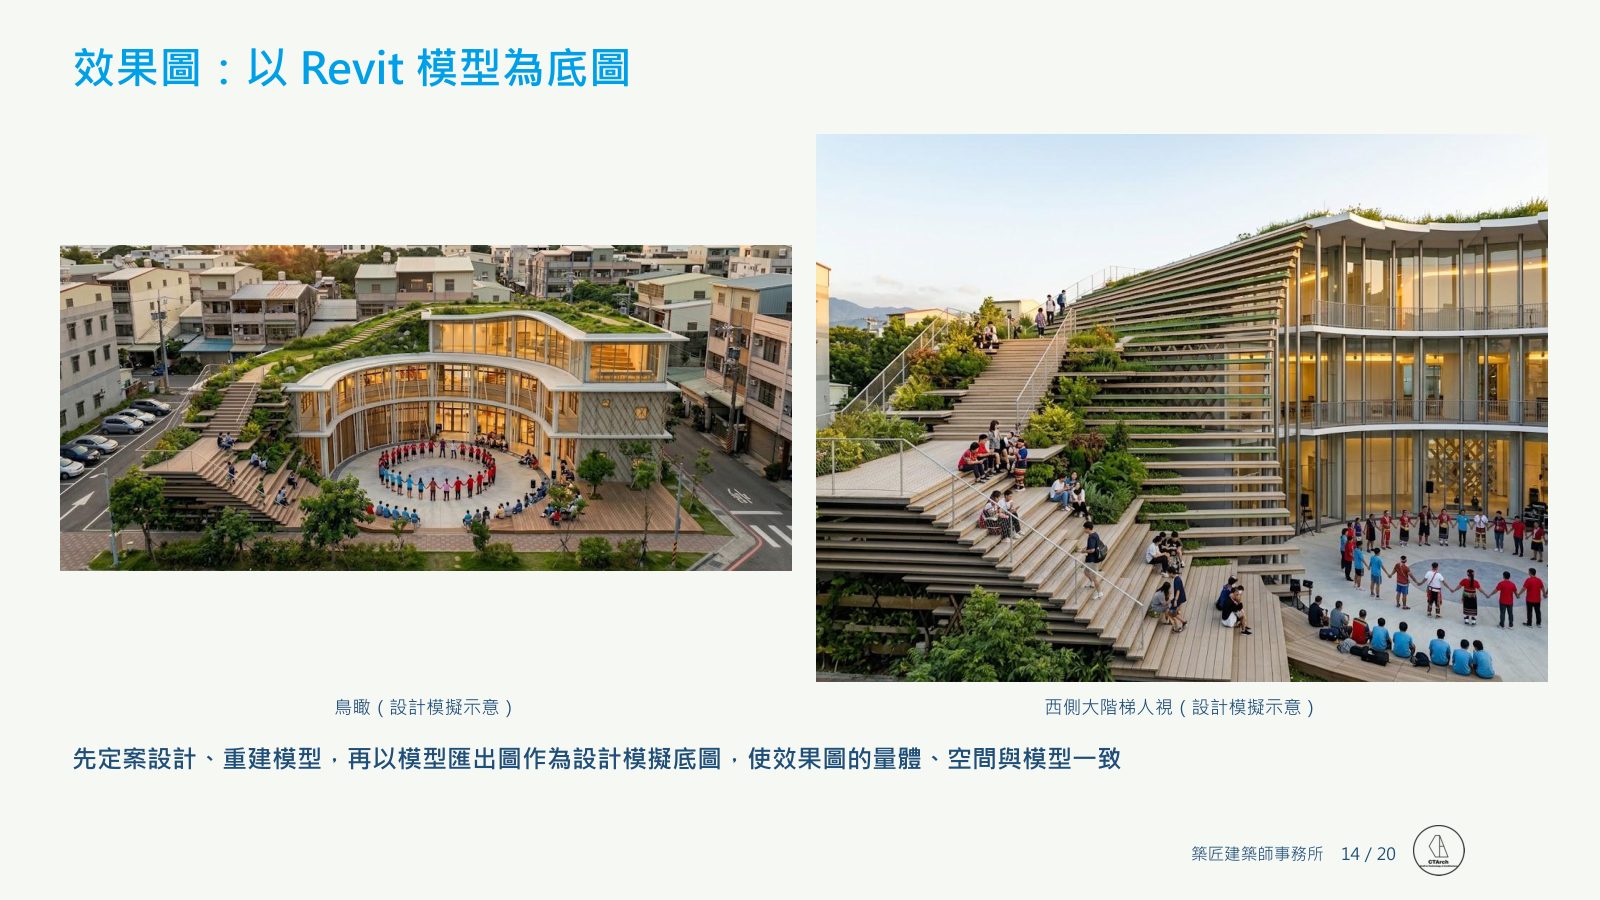 效果圖：以 Revit 模型為底圖
鳥瞰（設計模擬示意）
西側大階梯人視（設計模擬示意）
先定案設計、重建模型，再以模型匯出圖作為設計模擬底圖，使效果圖的量體、空間與模型一致
築匠建築師事務所 14 / 20
CTArch